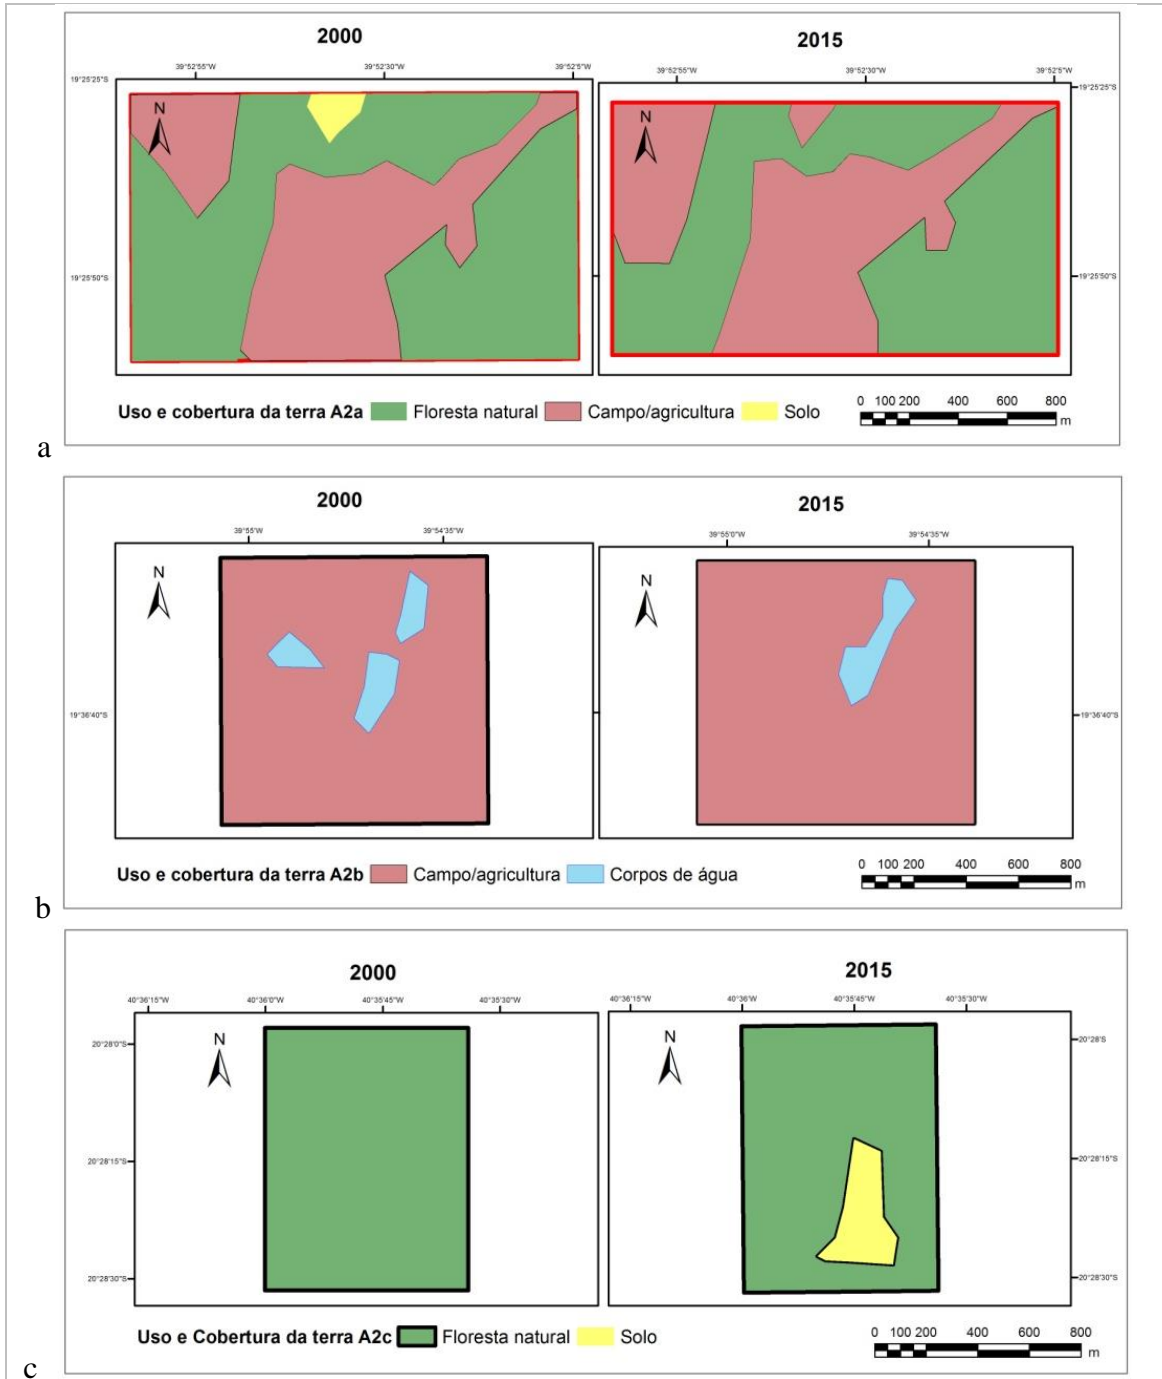 2000
2015
39°52'55"W 39°52'30"W 39°52'5"W
39°52'55"W 39°52'30"W 39°52'5"W
19°25'25"S
19°25'25"S
N
N
19°25'50"S
19°25'50"S
Uso e cobertura da terra A2a Floresta natural Campo/agricultura Solo
0 100 200 400 600 800
m
a
2000
2015
39°55'W 39°54'35"W
39°55'0"W 39°54'35"W
N
N
19°36'40"S
19°36'40"S
Uso e cobertura da terra A2b Campo/agricultura Corpos de água
0 100 200 400 600 800
m
b
2000
2015
40°36'15"W 40°36'0"W 40°35'45"W 40°35'30"W
40°36'15"W 40°36'W 40°35'45"W 40°35'30"W
N
N
20°28'0"S
20°28'S
20°28'15"S
20°28'15"S
20°28'30"S
20°28'30"S
Uso e Cobertura da terra A2c Floresta natural Solo
0 100 200 400 600 800
m
c